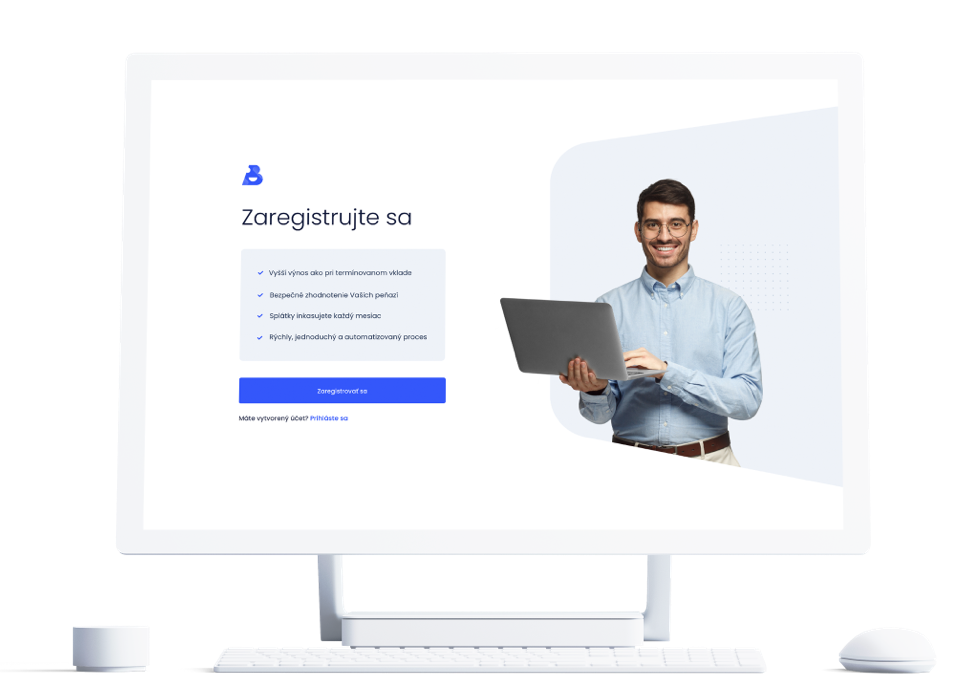 Zaregistrujte sa
Vyšší výnos ako pri termínovanom vklade
Bezpečné zhodnotenie Vašich peňazí
Splátky inkasujete každý mesiac
Rýchly, jednoduchý a automatizovaný proces
Zaregistrovať se
Máte vytvorený účet? Prihláste sa